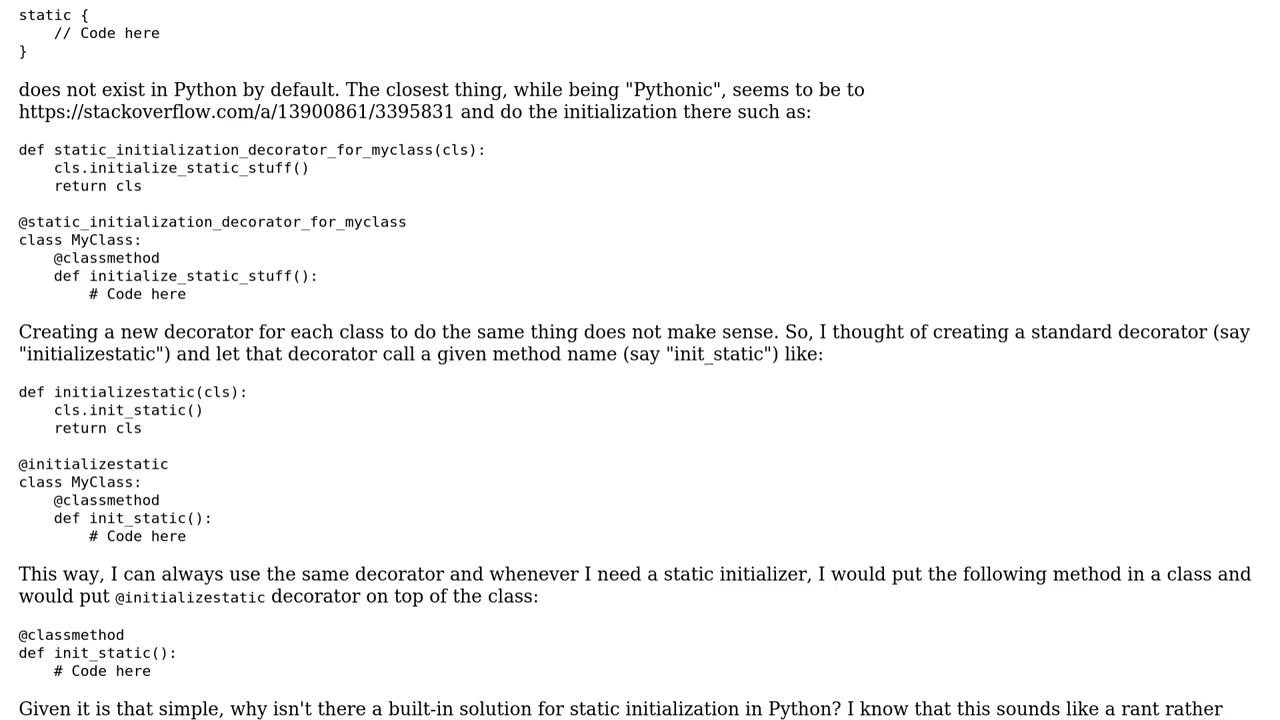 static {
    // Code here
}
does not exist in Python by default. The closest thing, while being "Pythonic", seems to be to
https://stackoverflow.com/a/13900861/3395831 and do the initialization there such as:
def static_initialization_decorator_for_myclass(cls):
    cls.initialize_static_stuff()
    return cls
@static_initialization_decorator_for_myclass
class MyClass:
    @classmethod
    def initialize_static_stuff():
        # Code here
Creating a new decorator for each class to do the same thing does not make sense. So, I thought of creating a standard decorator (say
"initializestatic") and let that decorator call a given method name (say "init_static") like:
def initializestatic(cls):
    cls.init_static()
    return cls
@initializestatic
class MyClass:
    @classmethod
    def init_static():
        # Code here
This way, I can always use the same decorator and whenever I need a static initializer, I would put the following method in a class and
would put @initializestatic decorator on top of the class:
@classmethod
def init_static():
    # Code here
Given it is that simple, why isn't there a built-in solution for static initialization in Python? I know that this sounds like a rant rather